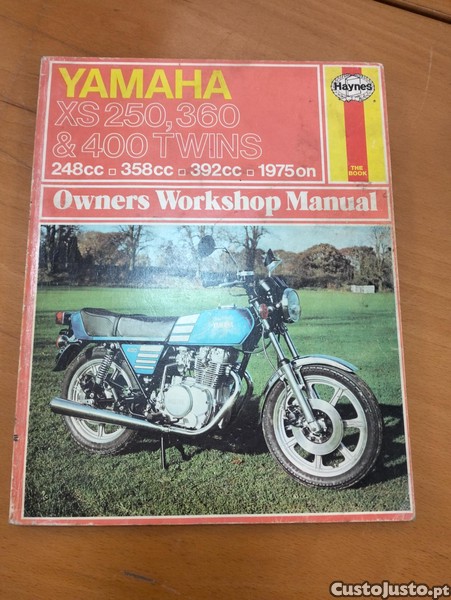 YAMAHA
Haynes
XS 250, 360
& 400 TWINS
THE
BOOK
248cc ■ 358cc ■ 392cc ■ 1975 on
Owners Workshop Manual
CustoJusto.pt